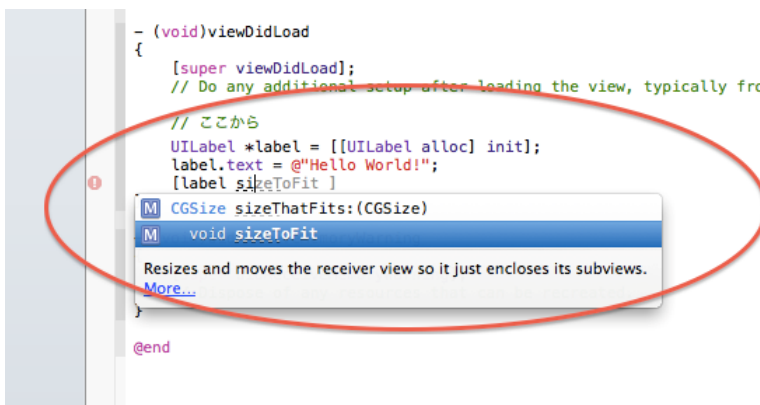 - (void)viewDidLoad
{
[super viewDidLoad];
// Do any additional setup after loading the view, typically fro
// ここから
UILabel *label = [[UILabel alloc] init];
label.text = @"Hello World!";
[label sizeToFit ]
M CGSize sizeThatFits:(CGSize)
M void sizeToFit
Resizes and moves the receiver view so it just encloses its subviews.
More...
}
@end